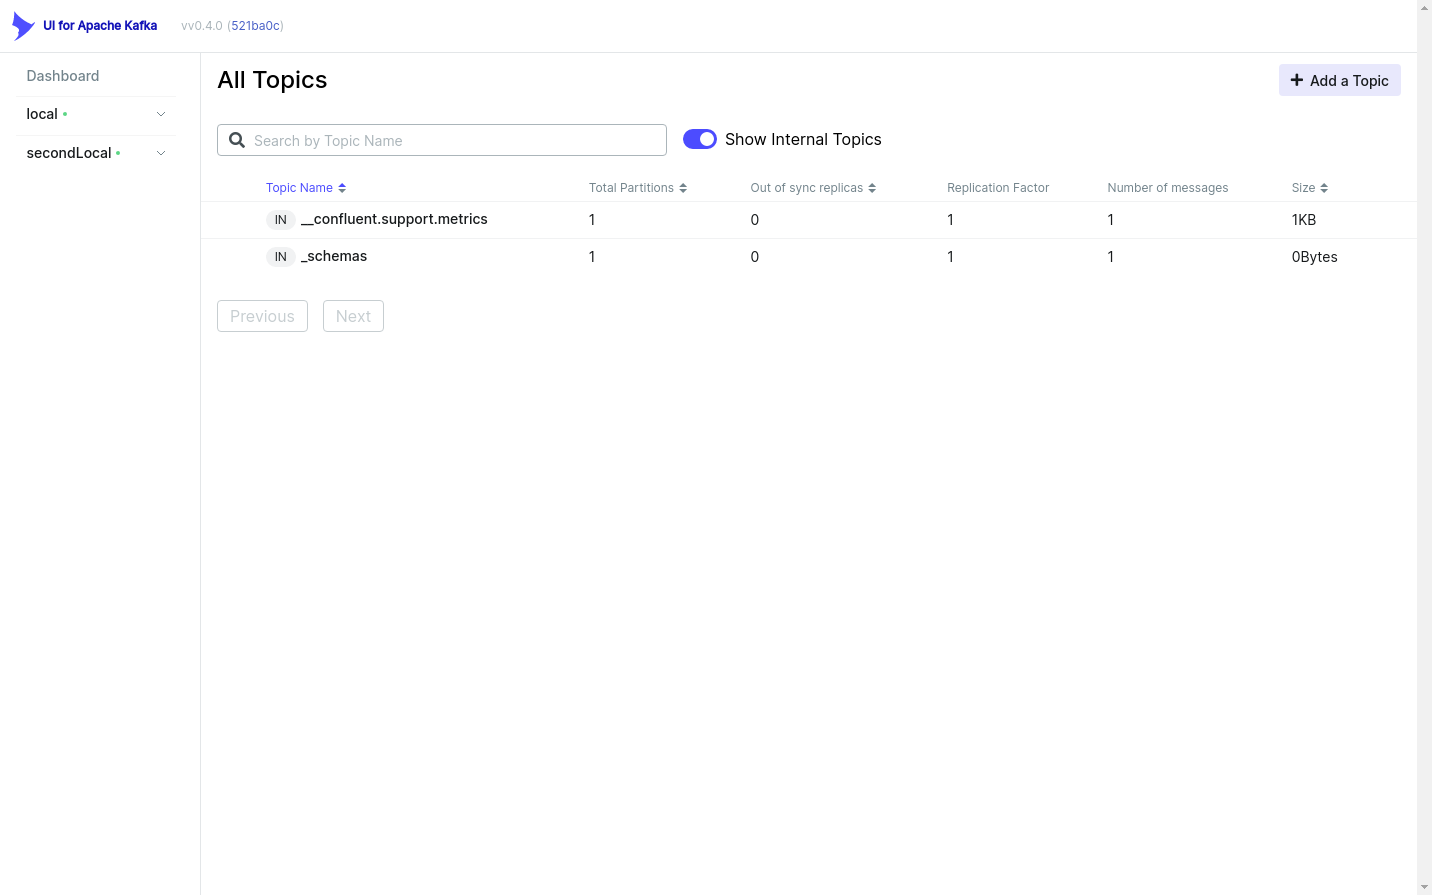 UI for Apache Kafka vv0.4.0 (521ba0c)
Dashboard
local
secondLocal
All Topics
Add a Topic
Search by Topic Name
Show Internal Topics
Topic Name Total Partitions Out of sync replicas Replication Factor Number of messages Size
IN __confluent.support.metrics 1 0 1 1 1KB
IN _schemas 1 0 1 1 0Bytes
Previous Next